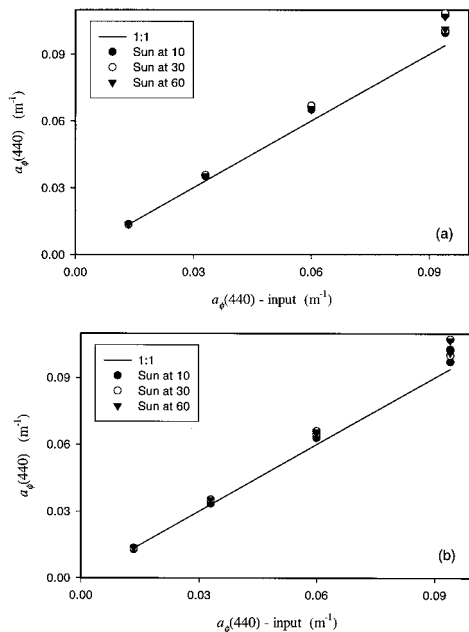 0.09
0.06
0.03
0.00
aϕ(440) (m⁻¹)
1:1
Sun at 10
Sun at 30
Sun at 60
(a)
0.00 0.03 0.06 0.09
aϕ(440) - input (m⁻¹)
0.09
0.06
0.03
0.00
aϕ(440) (m⁻¹)
1:1
Sun at 10
Sun at 30
Sun at 60
(b)
0.00 0.03 0.06 0.09
aϕ(440) - input (m⁻¹)